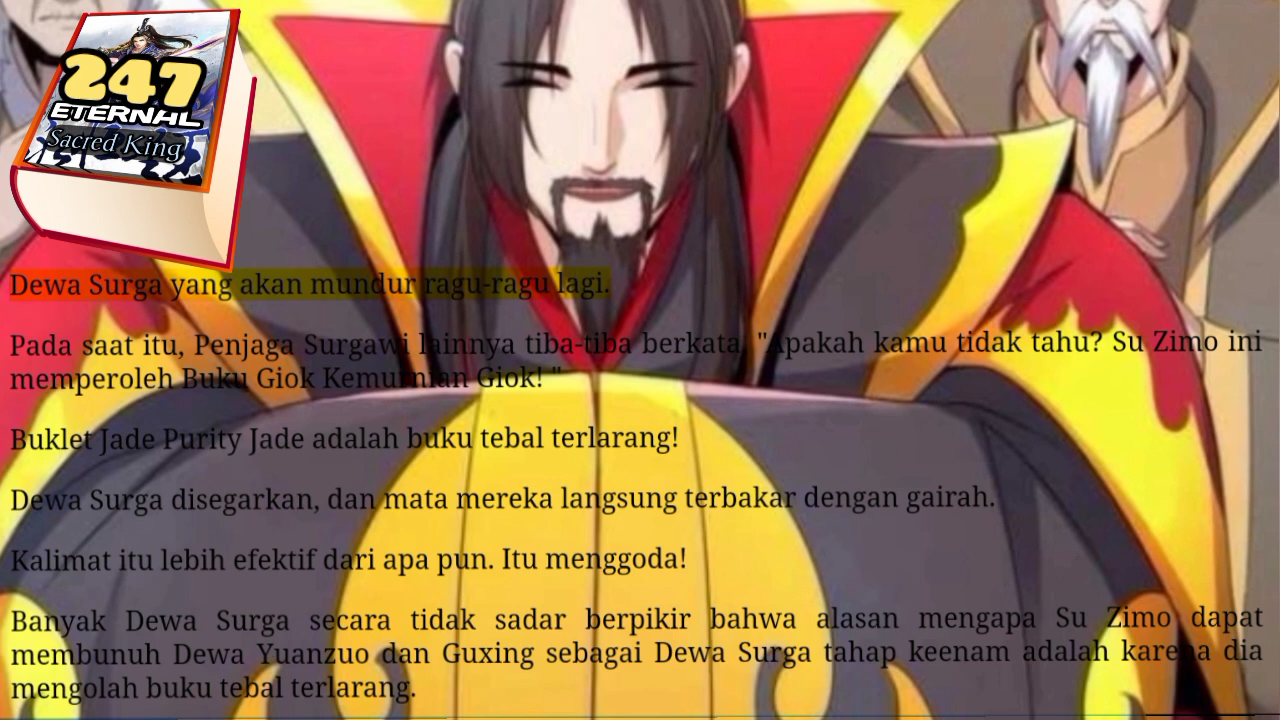 247
ETERNAL
Sacred King
Dewa Surga yang akan mundur ragu-ragu lagi.
Pada saat itu, Penjaga Surgawi lainnya tiba-tiba berkata, "Apakah kamu tidak tahu? Su Zimo ini
memperoleh Buku Giok Kemurnian Giok! "
Buklet Jade Purity Jade adalah buku tebal terlarang!
Dewa Surga disegarkan, dan mata mereka langsung terbakar dengan gairah.
Kalimat itu lebih efektif dari apa pun. Itu menggoda!
Banyak Dewa Surga secara tidak sadar berpikir bahwa alasan mengapa Su Zimo dapat
membunuh Dewa Yuanzuo dan Guxing sebagai Dewa Surga tahap keenam adalah karena dia
mengolah buku tebal terlarang.